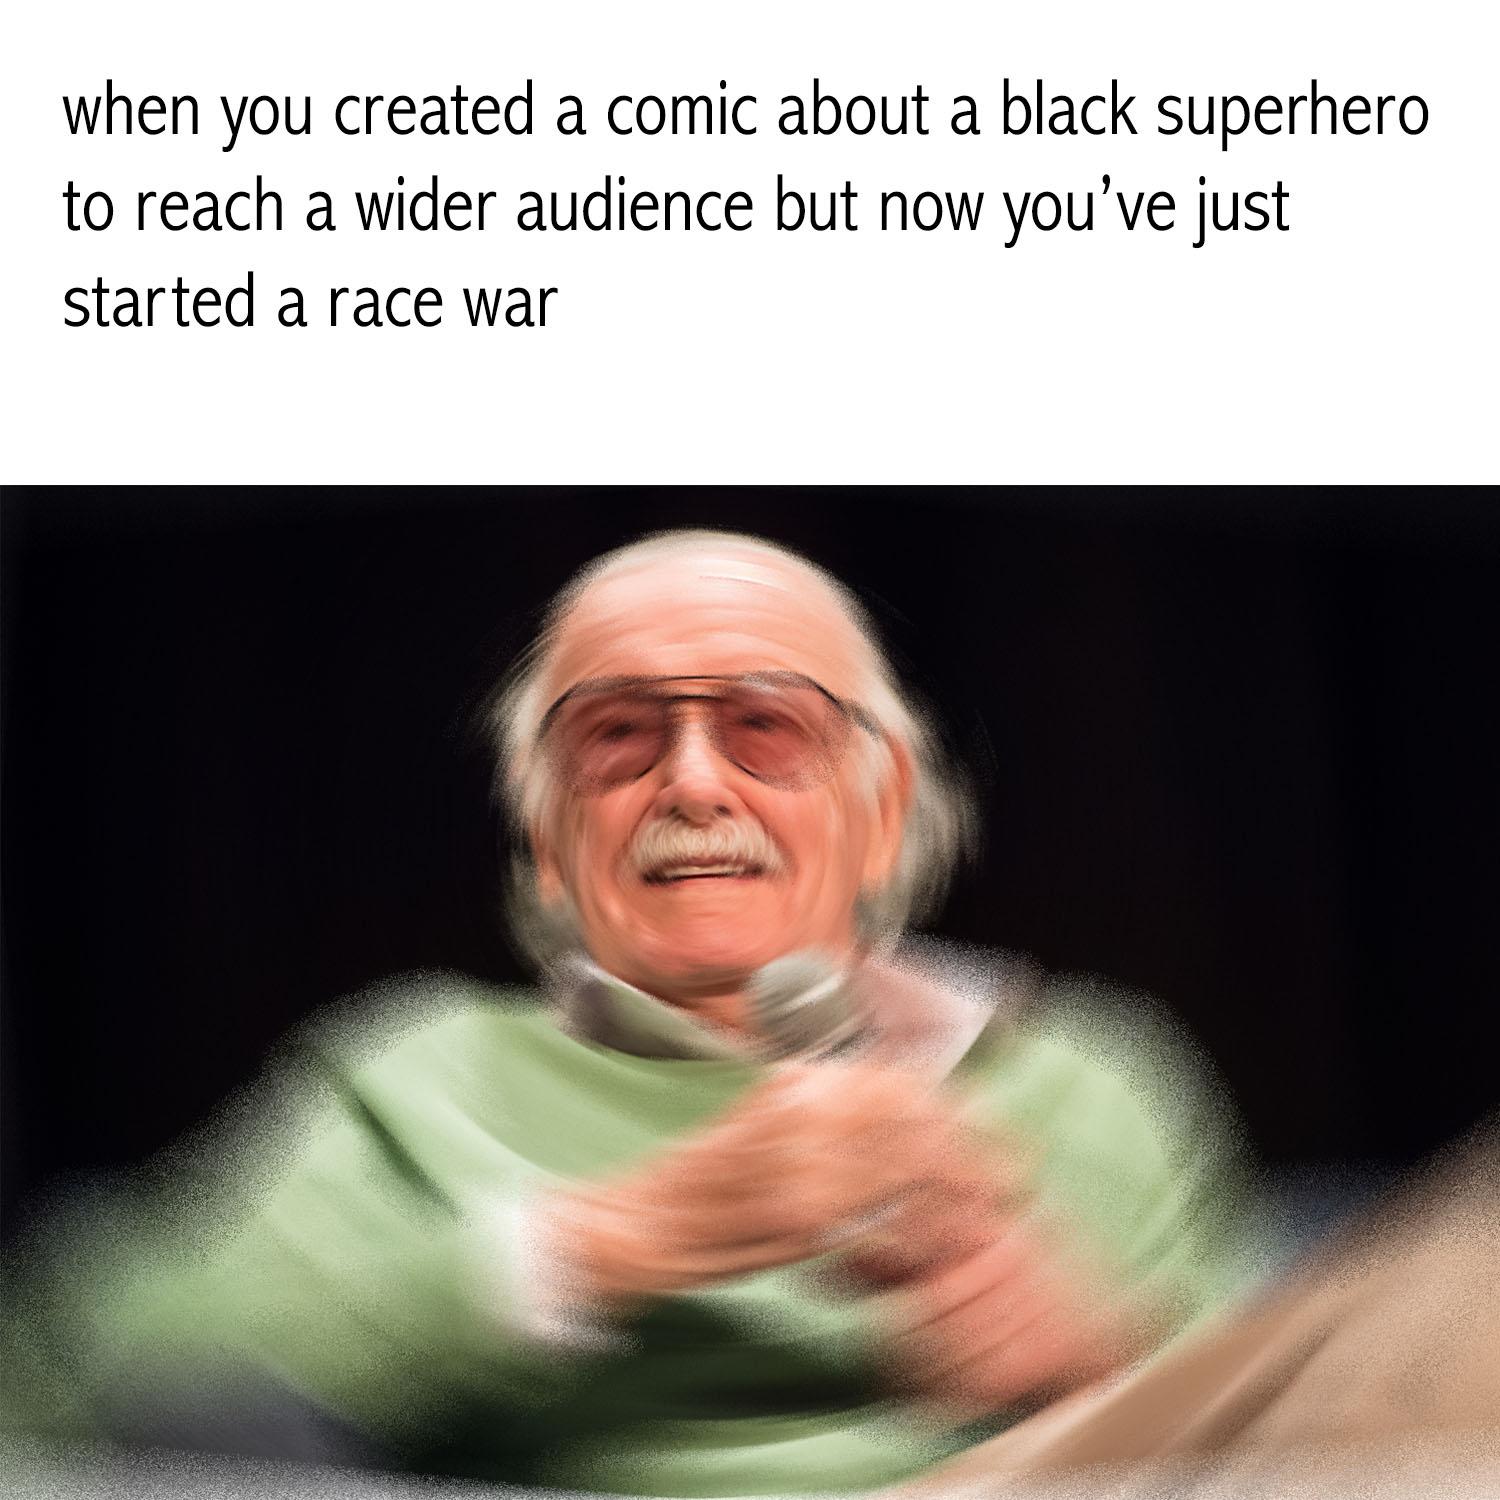 when you created a comic about a black superhero
to reach a wider audience but now you’ve just
started a race war